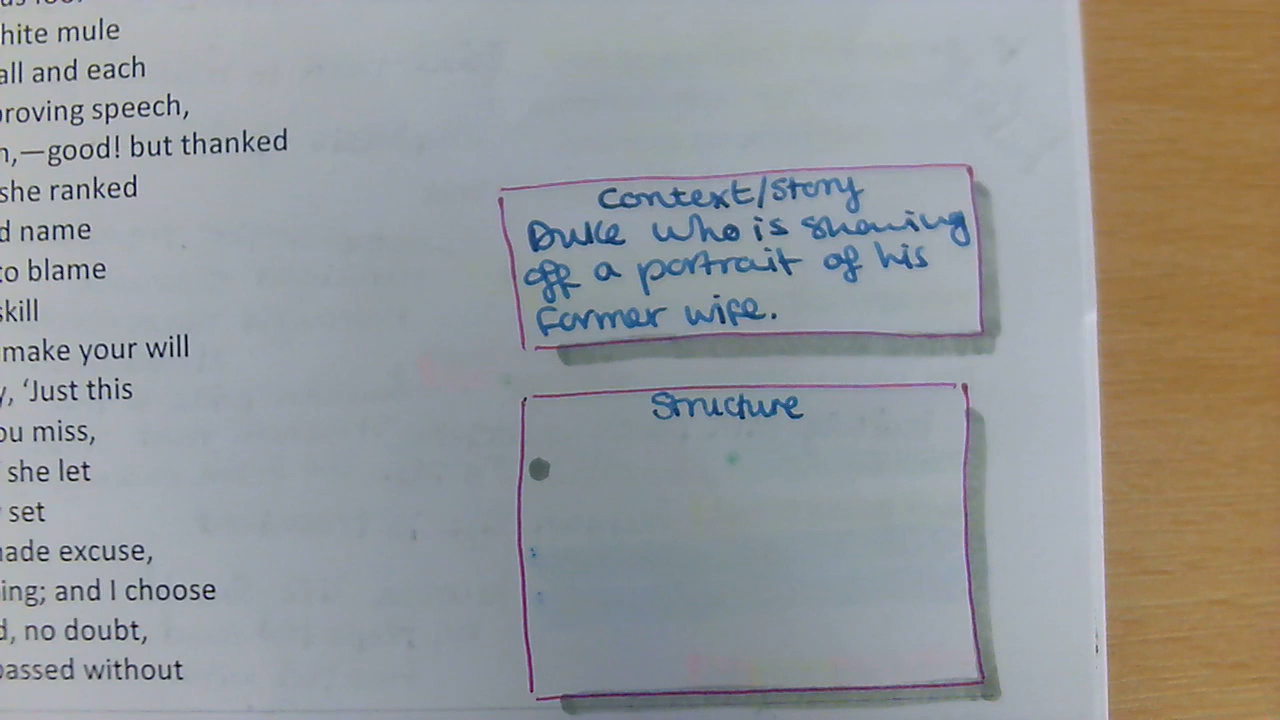 hite mule
all and each
proving speech,
n,—good! but thanked
she ranked
d name
to blame
skill
make your will
y, ‘Just this
ou miss,
she let
set
nade excuse,
ing; and I choose
d, no doubt,
passed without
Context/Story
Duke who is showing
off a portrait of his
former wife.
Structure